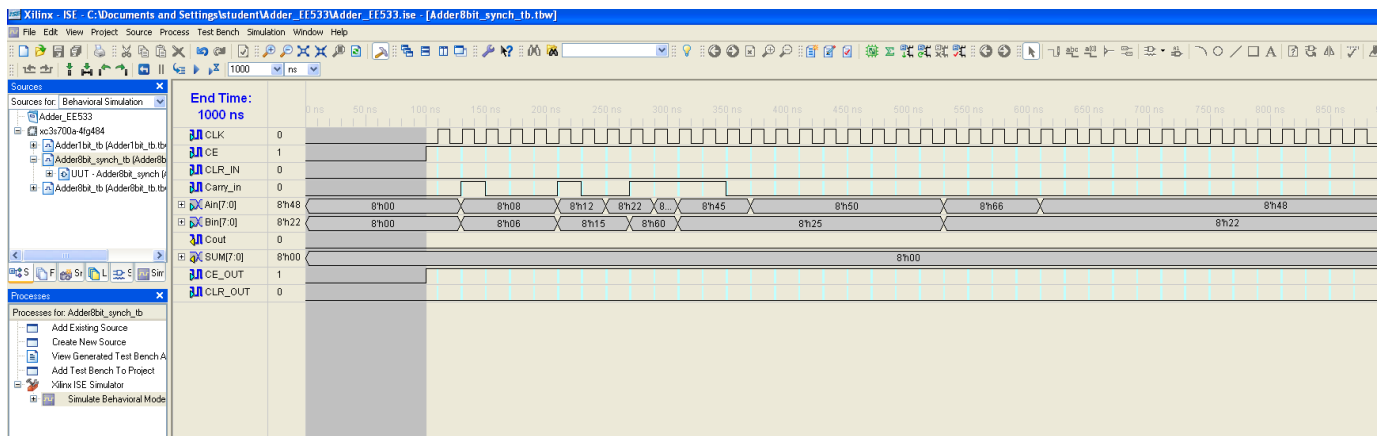 Xilinx - ISE - C:\Documents and Settings\student\Adder_EE533\Adder_EE533.ise - [Adder8bit_synch_tb.tbw]
File Edit View Project Source Process Test Bench Simulation Window Help
1000 ns
Sources
Sources for: Behavioral Simulation
Adder_EE533
xc3s700a-4fg484
Adder1bit_tb (Adder1bit_tb.tb
Adder8bit_synch_tb (Adder8b
UUT - Adder8bit_synch (
Adder8bit_tb (Adder8bit_tb.tb
End Time:
1000 ns
0 ns 50 ns 100 ns 150 ns 200 ns 250 ns 300 ns 350 ns 400 ns 450 ns 500 ns 550 ns 600 ns 650 ns 700 ns 750 ns 800 ns 850 ns
CLK 0
CE 1
CLR_IN 0
Carry_in 0
Ain[7:0] 8'h48 8'h00 8'h08 8'h12 8'h22 8... 8'h45 8'h50 8'h66 8'h48
Bin[7:0] 8'h22 8'h00 8'h06 8'h15 8'h60 8'h25 8'h22
Cout 0
SUM[7:0] 8'h00 8'h00
CE_OUT 1
CLR_OUT 0
S F Sr L S Sim
Processes
Processes for: Adder8bit_synch_tb
Add Existing Source
Create New Source
View Generated Test Bench A
Add Test Bench To Project
Xilinx ISE Simulator
Simulate Behavioral Mode